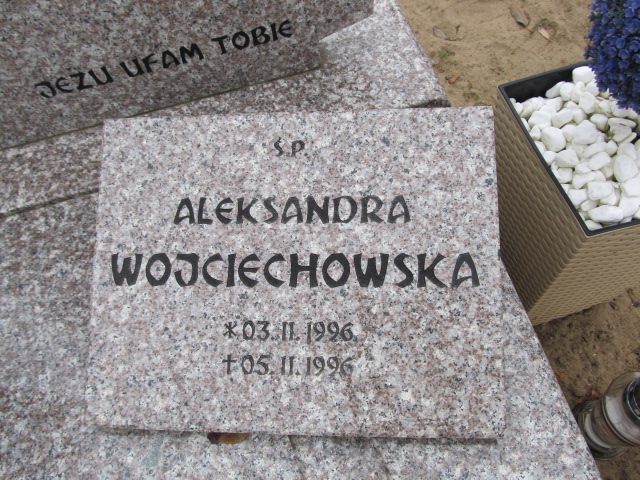 JEZU UFAM TOBIE
Ś.P.
ALEKSANDRA
WOJCIECHOWSKA
*03.11.1996.
†05.11.1996